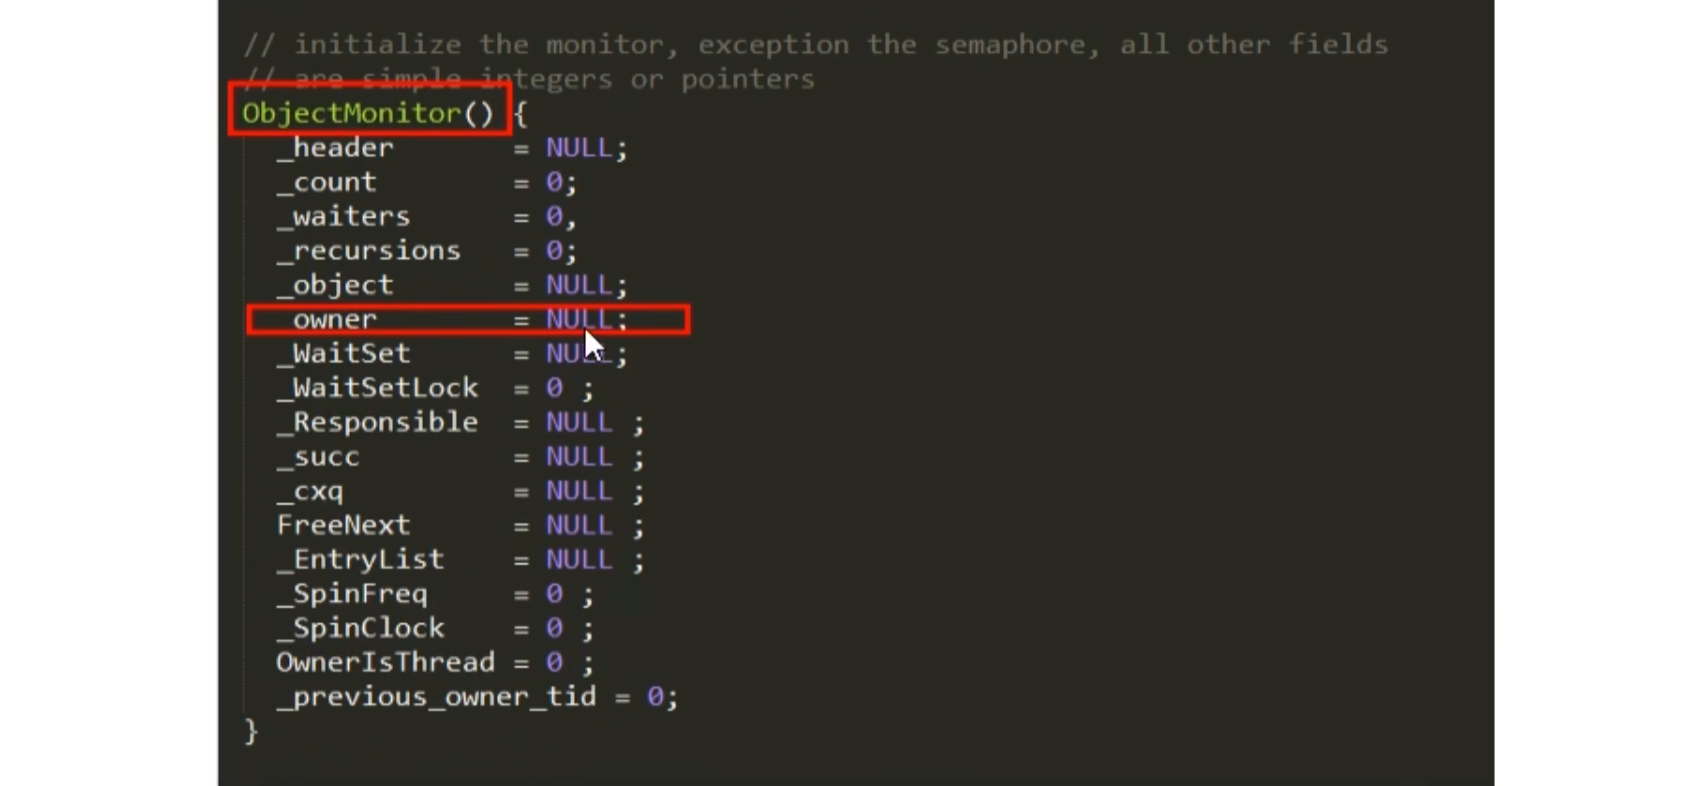 // initialize the monitor, exception the semaphore, all other fields
// are simple integers or pointers
ObjectMonitor() {
_header = NULL;
_count = 0;
_waiters = 0,
_recursions = 0;
_object = NULL;
_owner = NULL;
_WaitSet = NULL;
_WaitSetLock = 0 ;
_Responsible = NULL ;
_succ = NULL ;
_cxq = NULL ;
FreeNext = NULL ;
_EntryList = NULL ;
_SpinFreq = 0 ;
_SpinClock = 0 ;
OwnerIsThread = 0 ;
_previous_owner_tid = 0;
}